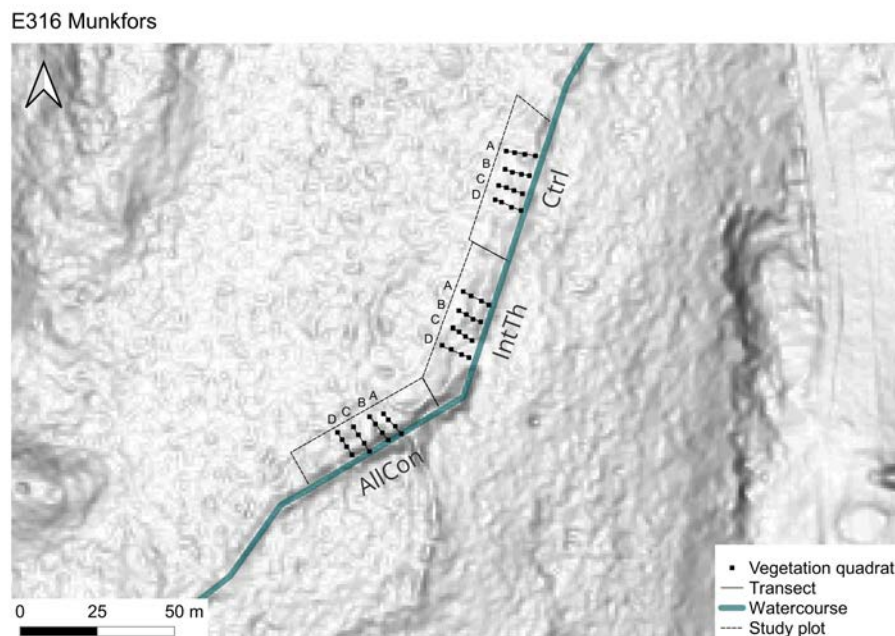 E316 Munkfors
A
B
C
D
Ctrl
A
B
C
D
IntTh
D
C
B
A
AllCon
Vegetation quadrat
Transect
Watercourse
Study plot
0 25 50 m